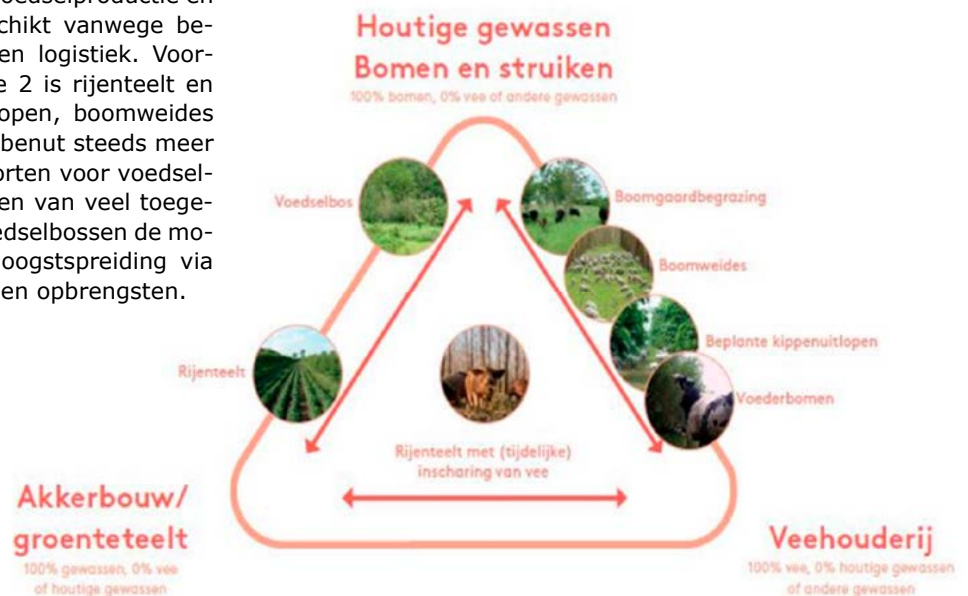 oedselproductie en
chikt vanwege be-
en logistiek. Voor-
e 2 is rijenteelt en
open, boomweides
benut steeds meer
orten voor voedsel-
en van veel toege-
edselbossen de mo-
oogstspreiding via
en opbrengsten.
Houtige gewassen
Bomen en struiken
100% bomen, 0% vee of andere gewassen
Voedselbos
Boomgaardbegrazing
Boomweides
Beplante kippenuitlopen
Rijenteelt
Voederbomen
Rijenteelt met (tijdelijke)
inscharing van vee
Akkerbouw/
groenteteelt
100% gewassen, 0% vee
of houtige gewassen
Veehouderij
100% vee, 0% houtige gewassen
of andere gewassen